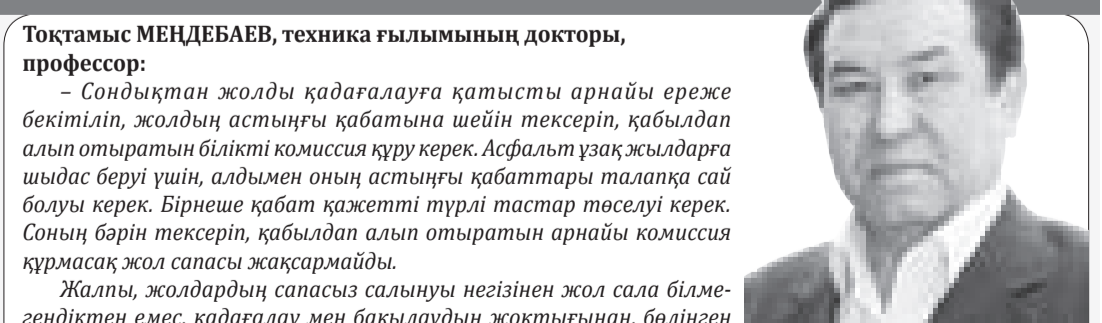 Тоқтамыс МЕҢДЕБАЕВ, техника ғылымының докторы,
профессор:
– Сондықтан жолды қадағалауға қатысты арнайы ереже
бекітіліп, жолдың астыңғы қабатына шейін тексеріп, қабылдап
алып отыратын білікті комиссия құру керек. Асфальт ұзақ жылдарға
шыдас беруі үшін, алдымен оның астыңғы қабаттары талапқа сай
болуы керек. Бірнеше қабат қажетті түрлі тастар төселуі керек.
Соның бәрін тексеріп, қабылдап алып отыратын арнайы комиссия
құрмасақ жол сапасы жақсармайды.
Жалпы, жолдардың сапасыз салынуы негізінен жол сала білме-
гендіктен емес, қадағалау мен бақылаудың жоқтығынан, бөлінген